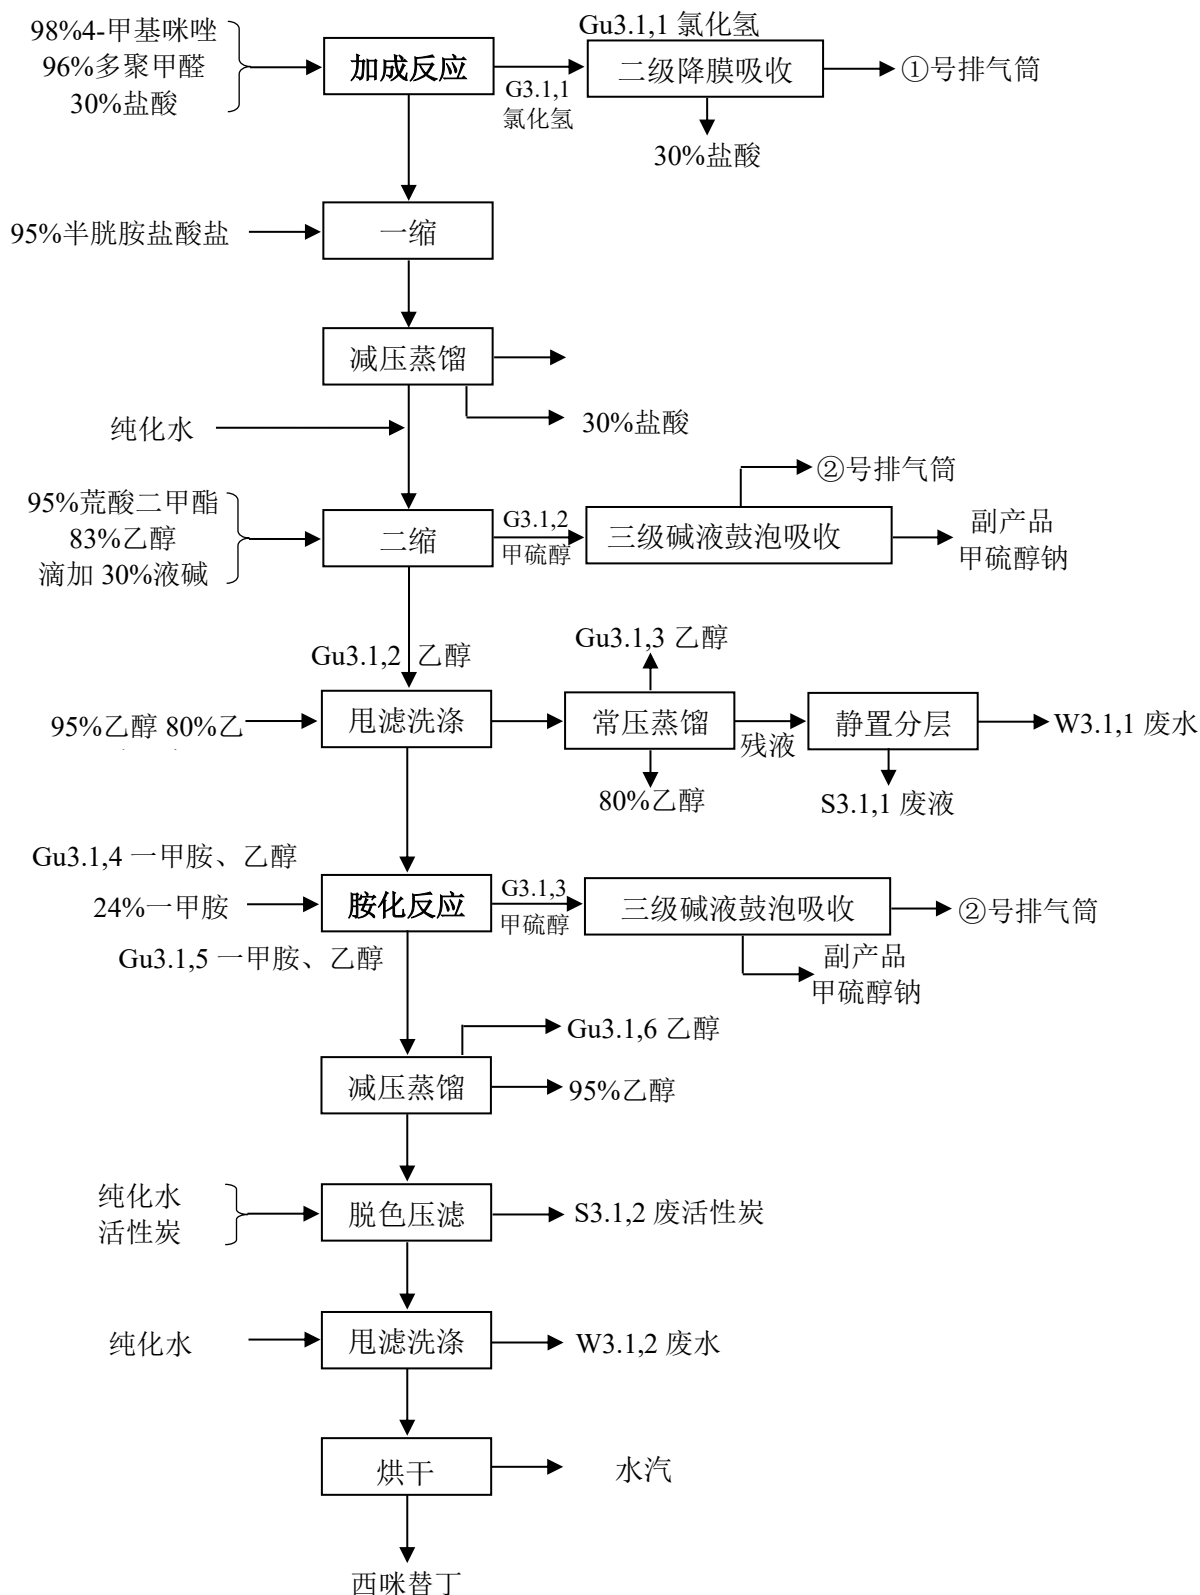 98%4-甲基咪唑
96%多聚甲醛
30%盐酸
加成反应
G3.1,1
氯化氢
Gu3.1,1 氯化氢
二级降膜吸收
①号排气筒
30%盐酸
95%半胱胺盐酸盐
一缩
减压蒸馏
30%盐酸
纯化水
②号排气筒
95%荒酸二甲酯
83%乙醇
滴加 30%液碱
二缩
G3.1,2
甲硫醇
三级碱液鼓泡吸收
副产品
甲硫醇钠
Gu3.1,2 乙醇
Gu3.1,3 乙醇
95%乙醇 80%乙
甩滤洗涤
常压蒸馏
残液
静置分层
W3.1,1 废水
80%乙醇
S3.1,1 废液
Gu3.1,4 一甲胺、乙醇
24%一甲胺
胺化反应
G3.1,3
甲硫醇
三级碱液鼓泡吸收
②号排气筒
Gu3.1,5 一甲胺、乙醇
副产品
甲硫醇钠
Gu3.1,6 乙醇
减压蒸馏
95%乙醇
纯化水
活性炭
脱色压滤
S3.1,2 废活性炭
纯化水
甩滤洗涤
W3.1,2 废水
烘干
水汽
西咪替丁